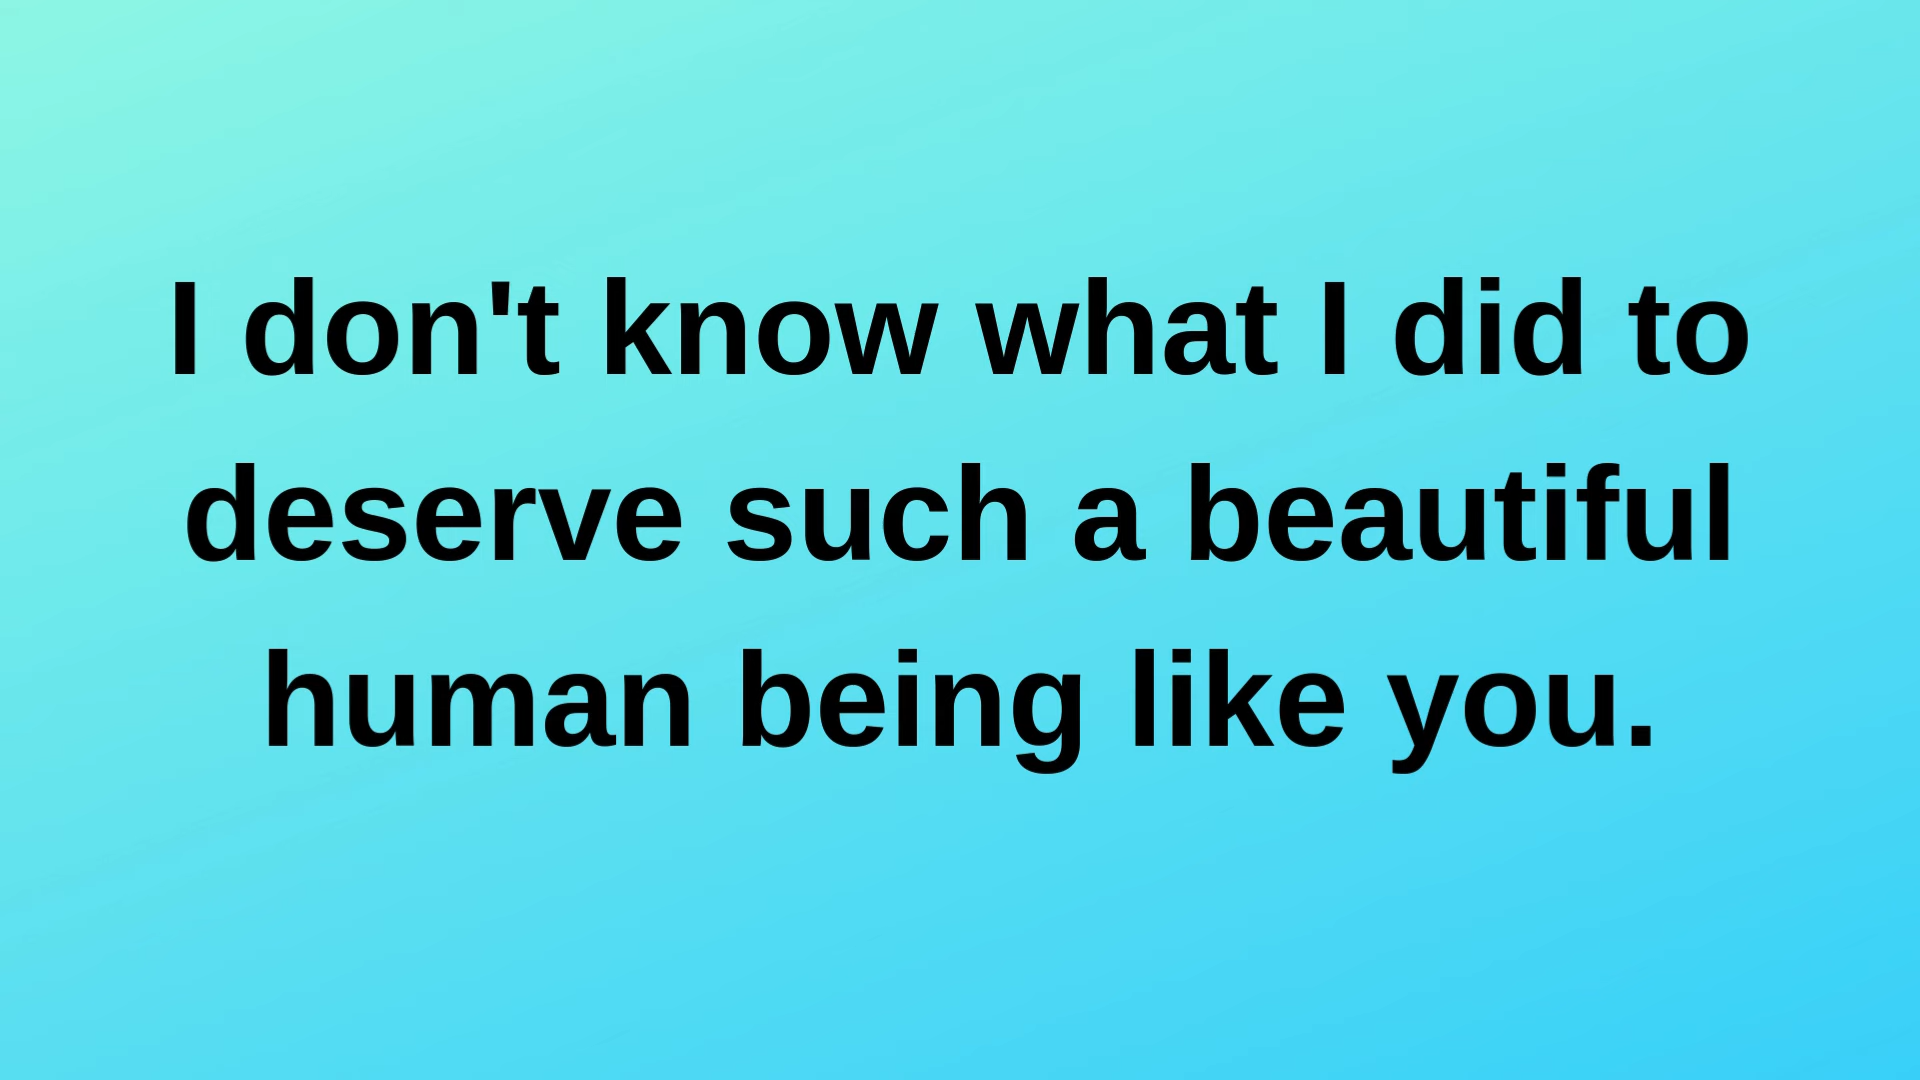 I don't know what I did to
deserve such a beautiful
human being like you.